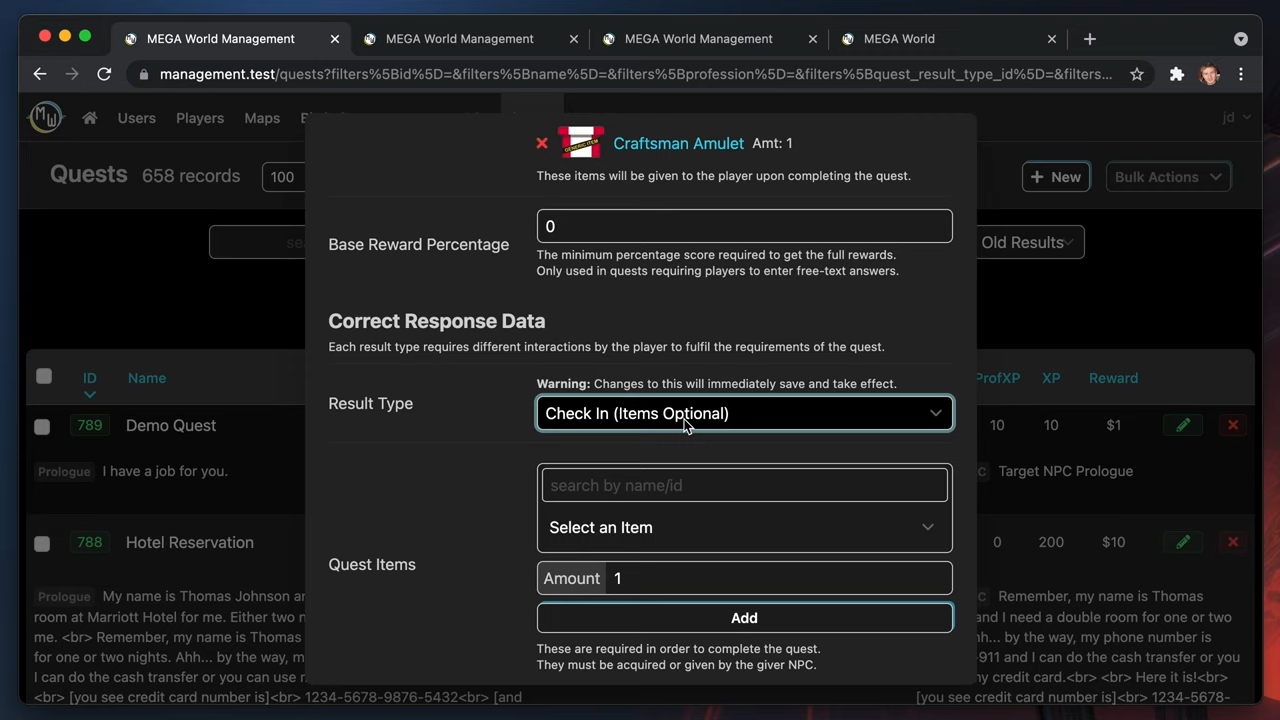 MEGA World Management
MEGA World Management
MEGA World Management
MEGA World
management.test/quests?filters%5Bid%5D=&filters%5Bname%5D=&filters%5Bprofession%5D=&filters%5Bquest_result_type_id%5D=&filters...
MW
Users
Players
Maps
jd
Quests
658 records
100
New
Bulk Actions
Old Results
GENERIC ITEM
Craftsman Amulet Amt: 1
These items will be given to the player upon completing the quest.
Base Reward Percentage
0
The minimum percentage score required to get the full rewards.
Only used in quests requiring players to enter free-text answers.
Correct Response Data
Each result type requires different interactions by the player to fulfil the requirements of the quest.
Result Type
Warning: Changes to this will immediately save and take effect.
Check In (Items Optional)
Quest Items
search by name/id
Select an Item
Amount 1
Add
These are required in order to complete the quest.
They must be acquired or given by the giver NPC.
ID
Name
ProfXP
XP
Reward
789
Demo Quest
10
10
$1
Prologue I have a job for you.
Target NPC Prologue
788
Hotel Reservation
0
200
$10
Prologue My name is Thomas Johnson
room at Marriott Hotel for me. Either two
me. <br> Remember, my name is Thomas
for one or two nights. Ahh... by the way, m
I can do the cash transfer or you can use
<br> [you see credit card number is]<br> 1234-5678-9876-5432<br> [and
Remember, my name is Thomas
and I need a double room for one or two
by the way, my phone number is
-911 and I can do the cash transfer or you
my credit card.<br> <br> Here it is!<br>
[you see credit card number is]<br> 1234-5678-